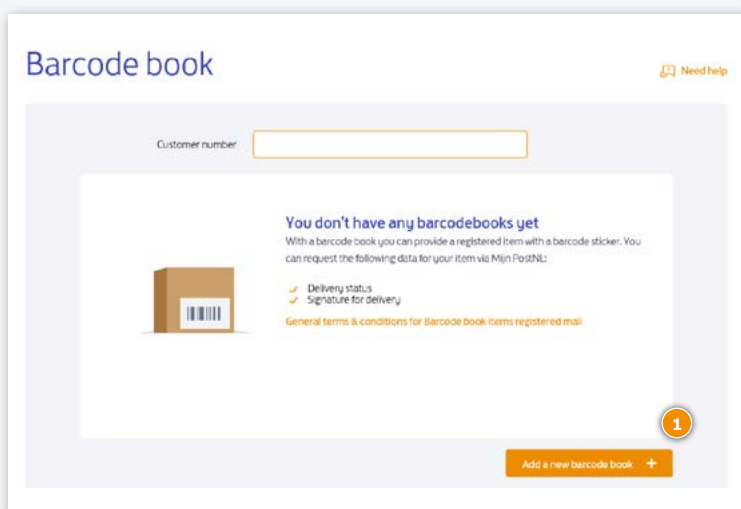 Barcode book
Need help
Customer number
You don't have any barcodebooks yet
With a barcode book you can provide a registered item with a barcode sticker. You
can request the following data for your item via Mijn PostNL:
Delivery status
Signature for delivery
General terms & conditions for Barcode book items registered mail
1
Add a new barcode book +